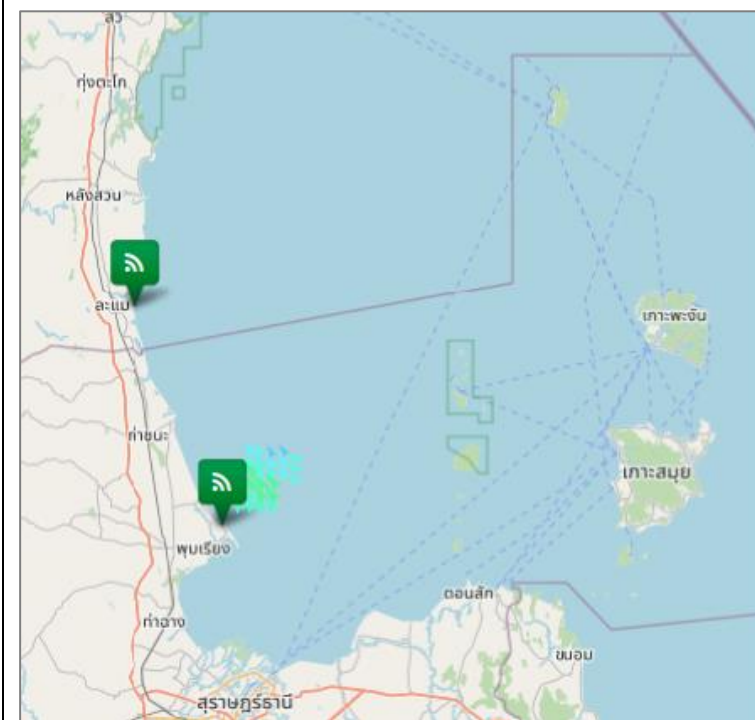 สวี
ทุ่งตะโก
หลังสวน
ละแม
เกาะพะงัน
ท่าชนะ
เกาะสมุย
พุมเรียง
ดอนสัก
ท่าฉาง
ขนอม
สุราษฎร์ธานี